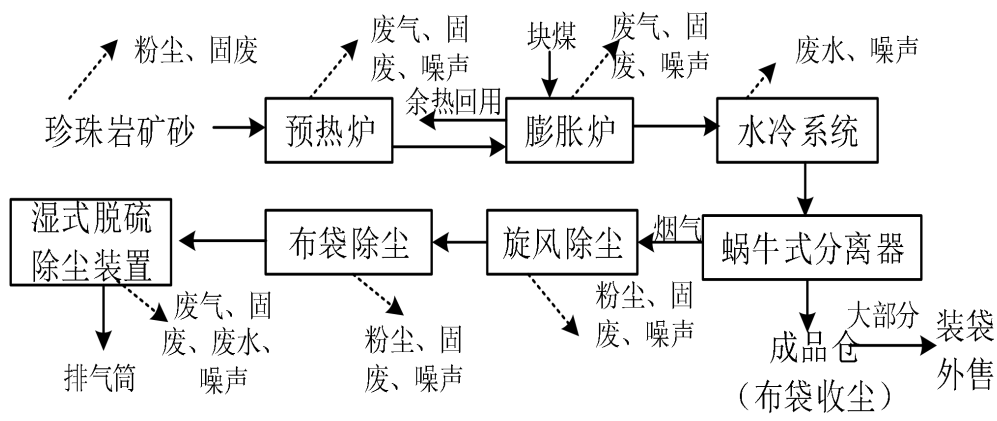 粉尘、固废
废气、固
废、噪声
块煤
废气、固
废、噪声
废水、噪声
余热回用
珍珠岩矿砂
预热炉
膨胀炉
水冷系统
湿式脱硫
除尘装置
布袋除尘
旋风除尘
烟气
蜗牛式分离器
废气、固
废、废水、
噪声
粉尘、固
废、噪声
粉尘、固
废、噪声
大部分
排气筒
成品仓
（布袋收尘）
装袋
外售